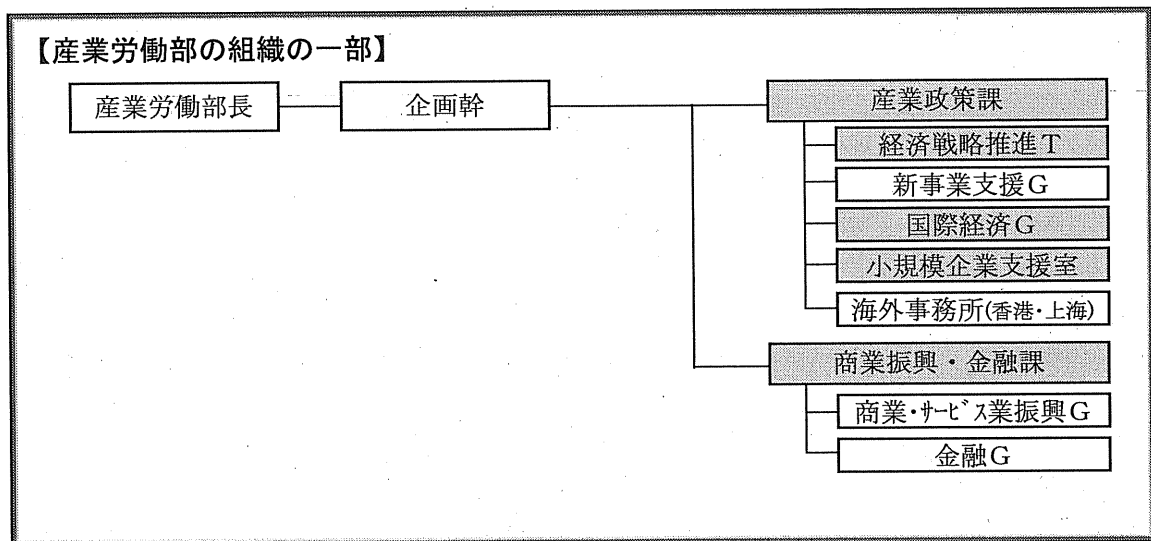 【産業労働部の組織の一部】
産業労働部長
企画幹
産業政策課
経済戦略推進T
新事業支援G
国際経済G
小規模企業支援室
海外事務所(香港・上海)
商業振興・金融課
商業・ｻｰﾋﾞｽ業振興G
金融G